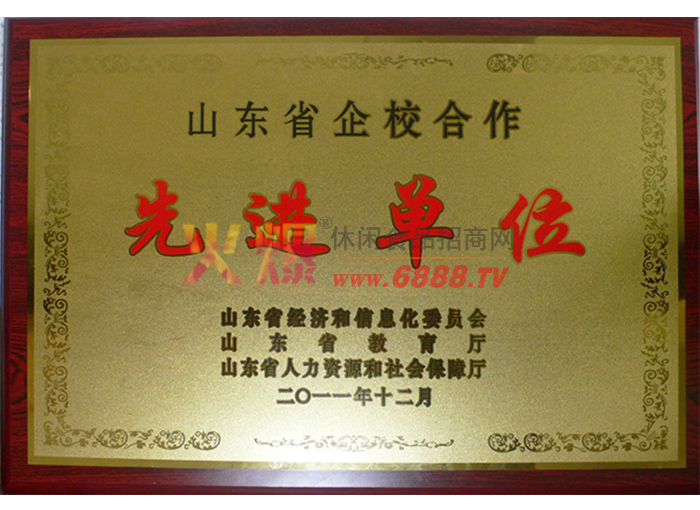 山东省企校合作
先进单位
火爆®休闲食品招商网
www.6888.TV
山东省经济和信息化委员会
山东省教育厅
山东省人力资源和社会保障厅
二〇一一年十二月